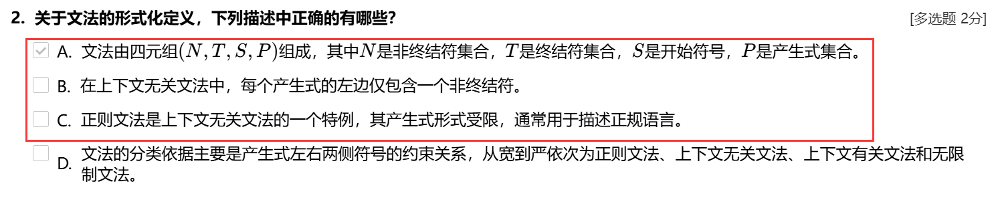 2. 关于文法的形式化定义，下列描述中正确的有哪些？ [多选题 2分]
A. 文法由四元组(N, T, S, P)组成，其中N是非终结符集合，T是终结符集合，S是开始符号，P是产生式集合。
B. 在上下文无关文法中，每个产生式的左边仅包含一个非终结符。
C. 正则文法是上下文无关文法的一个特例，其产生式形式受限，通常用于描述正规语言。
D. 文法的分类依据主要是产生式左右两侧符号的约束关系，从宽到严依次为正则文法、上下文无关文法、上下文有关文法和无限
制文法。